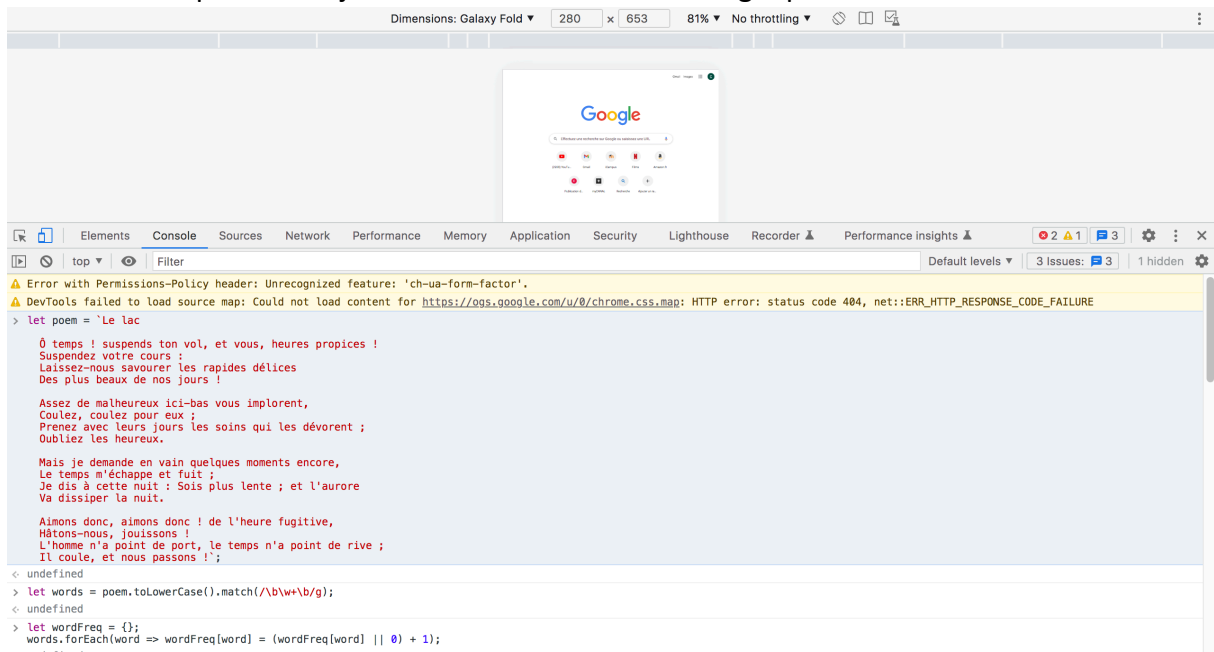 Dimensions: Galaxy Fold ▼ 280 x 653 81% ▼ No throttling ▼
Google
Elements Console Sources Network Performance Memory Application Security Lighthouse Recorder Performance insights 2 1 3
top ▼ Filter Default levels ▼ 3 Issues: 3 1 hidden
Error with Permissions-Policy header: Unrecognized feature: 'ch-ua-form-factor'.
DevTools failed to load source map: Could not load content for https://ogs.google.com/u/0/chrome.css.map: HTTP error: status code 404, net::ERR_HTTP_RESPONSE_CODE_FAILURE
> let poem = `Le lac
Ô temps ! suspends ton vol, et vous, heures propices !
Suspendez votre cours :
Laissez-nous savourer les rapides délices
Des plus beaux de nos jours !
Assez de malheureux ici-bas vous implorent,
Coulez, coulez pour eux ;
Prenez avec leurs jours les soins qui les dévorent ;
Oubliez les heureux.
Mais je demande en vain quelques moments encore,
Le temps m'échappe et fuit ;
Je dis à cette nuit : Sois plus lente ; et l'aurore
Va dissiper la nuit.
Aimons donc, aimons donc ! de l'heure fugitive,
Hâtons-nous, jouissons !
L'homme n'a point de port, le temps n'a point de rive ;
Il coule, et nous passons !`;
undefined
> let words = poem.toLowerCase().match(/\b\w+\b/g);
undefined
> let wordFreq = {};
words.forEach(word => wordFreq[word] = (wordFreq[word] || 0) + 1);